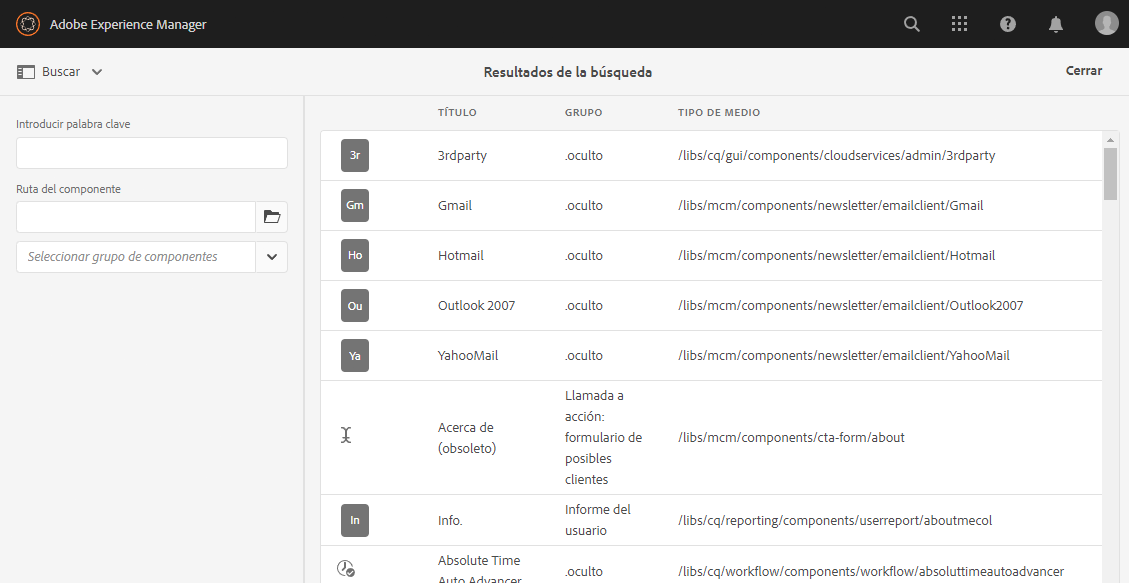 Adobe Experience Manager
Buscar
Resultados de la búsqueda
Cerrar
Introducir palabra clave
Ruta del componente
Seleccionar grupo de componentes
TÍTULO GRUPO TIPO DE MEDIO
3r 3rdparty .oculto /libs/cq/gui/components/cloudservices/admin/3rdparty
Gm Gmail .oculto /libs/mcm/components/newsletter/emailclient/Gmail
Ho Hotmail .oculto /libs/mcm/components/newsletter/emailclient/Hotmail
Ou Outlook 2007 .oculto /libs/mcm/components/newsletter/emailclient/Outlook2007
Ya YahooMail .oculto /libs/mcm/components/newsletter/emailclient/YahooMail
Acerca de
(obsoleto)
Llamada a
acción:
formulario de
posibles
clientes
/libs/mcm/components/cta-form/about
In Info.
Informe del
usuario
/libs/cq/reporting/components/userreport/aboutmecol
Absolute Time
Auto Advancer
.oculto /libs/cq/workflow/components/workflow/absoluttimeautoadvancer